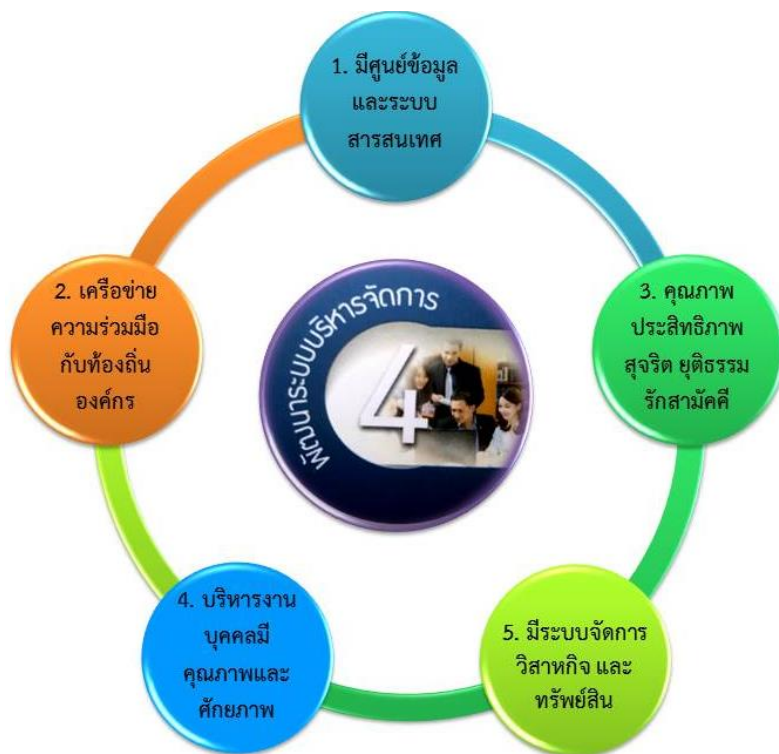 1. มีศูนย์ข้อมูล
และระบบ
สารสนเทศ
2. เครือข่าย
ความร่วมมือ
กับท้องถิ่น
องค์กร
3. คุณภาพ
ประสิทธิภาพ
สุจริต ยุติธรรม
รักสามัคคี
พัฒนาระบบบริหารจัดการ
4
4. บริหารงาน
บุคคลมี
คุณภาพและ
ศักยภาพ
5. มีระบบจัดการ
วิสาหกิจ และ
ทรัพย์สิน